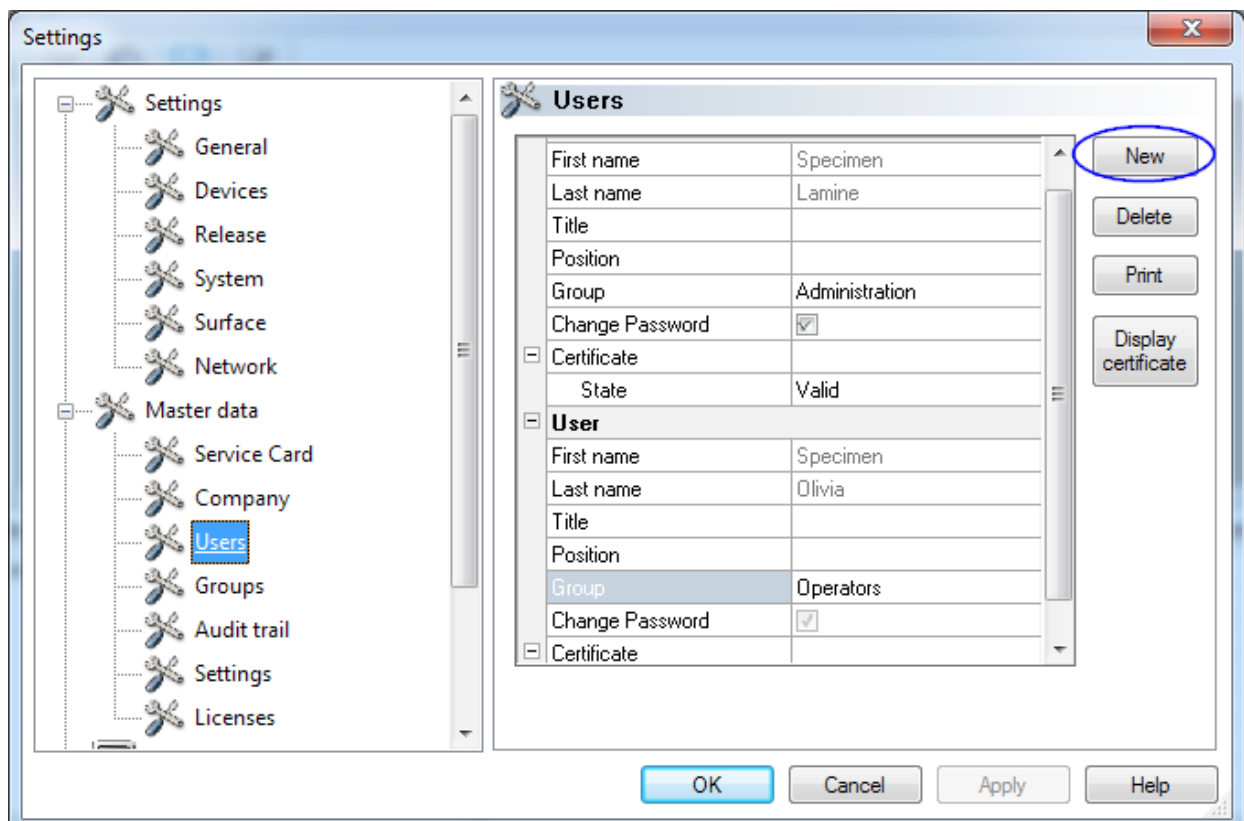 Settings
Settings
General
Devices
Release
System
Surface
Network
Master data
Service Card
Company
Users
Groups
Audit trail
Settings
Licenses
Users
First name Specimen
Last name Lamine
Title
Position
Group Administration
Change Password
Certificate
State Valid
User
First name Specimen
Last name Olivia
Title
Position
Group Operators
Change Password
Certificate
New
Delete
Print
Display
certificate
OK Cancel Apply Help